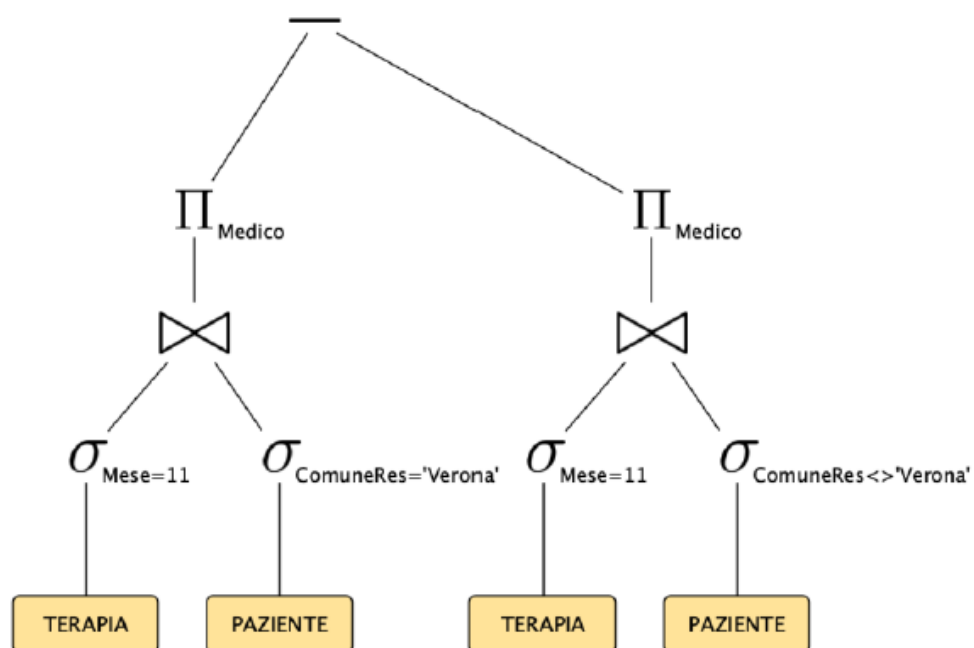 —
Π Medico Π Medico
⋈ ⋈
σ Mese=11 σ ComuneRes='Verona' σ Mese=11 σ ComuneRes<>'Verona'
TERAPIA PAZIENTE TERAPIA PAZIENTE